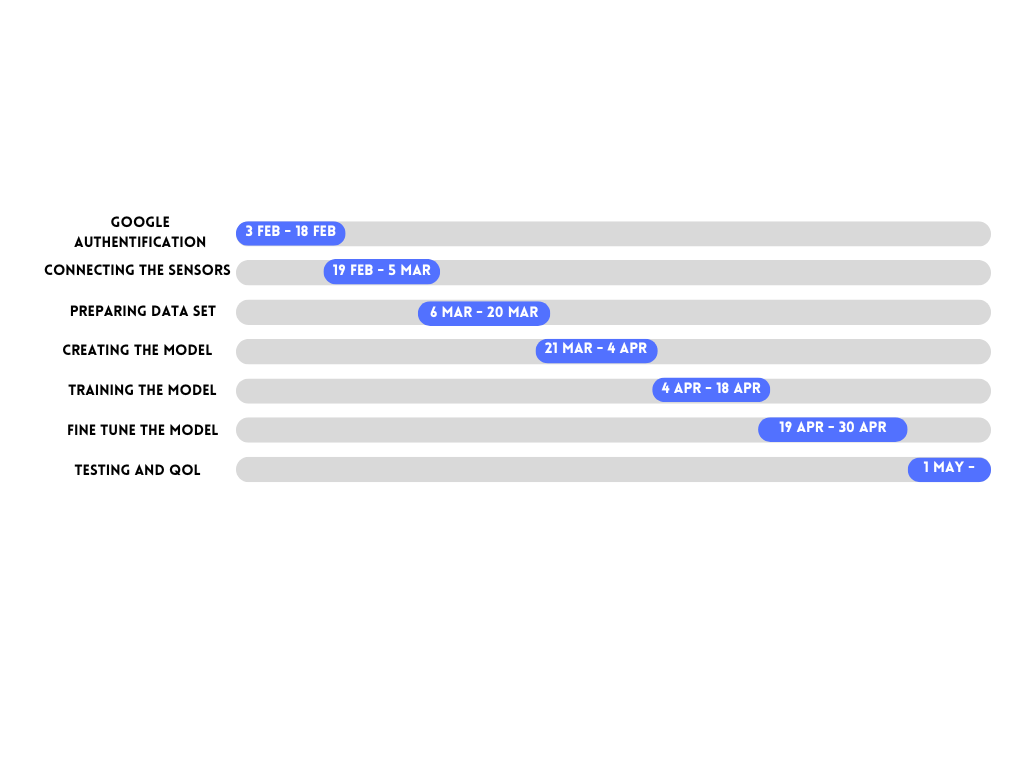 GOOGLE
AUTHENTIFICATION
3 FEB - 18 FEB
CONNECTING THE SENSORS
19 FEB - 5 MAR
PREPARING DATA SET
6 MAR - 20 MAR
CREATING THE MODEL
21 MAR - 4 APR
TRAINING THE MODEL
4 APR - 18 APR
FINE TUNE THE MODEL
19 APR - 30 APR
TESTING AND QOL
1 MAY -